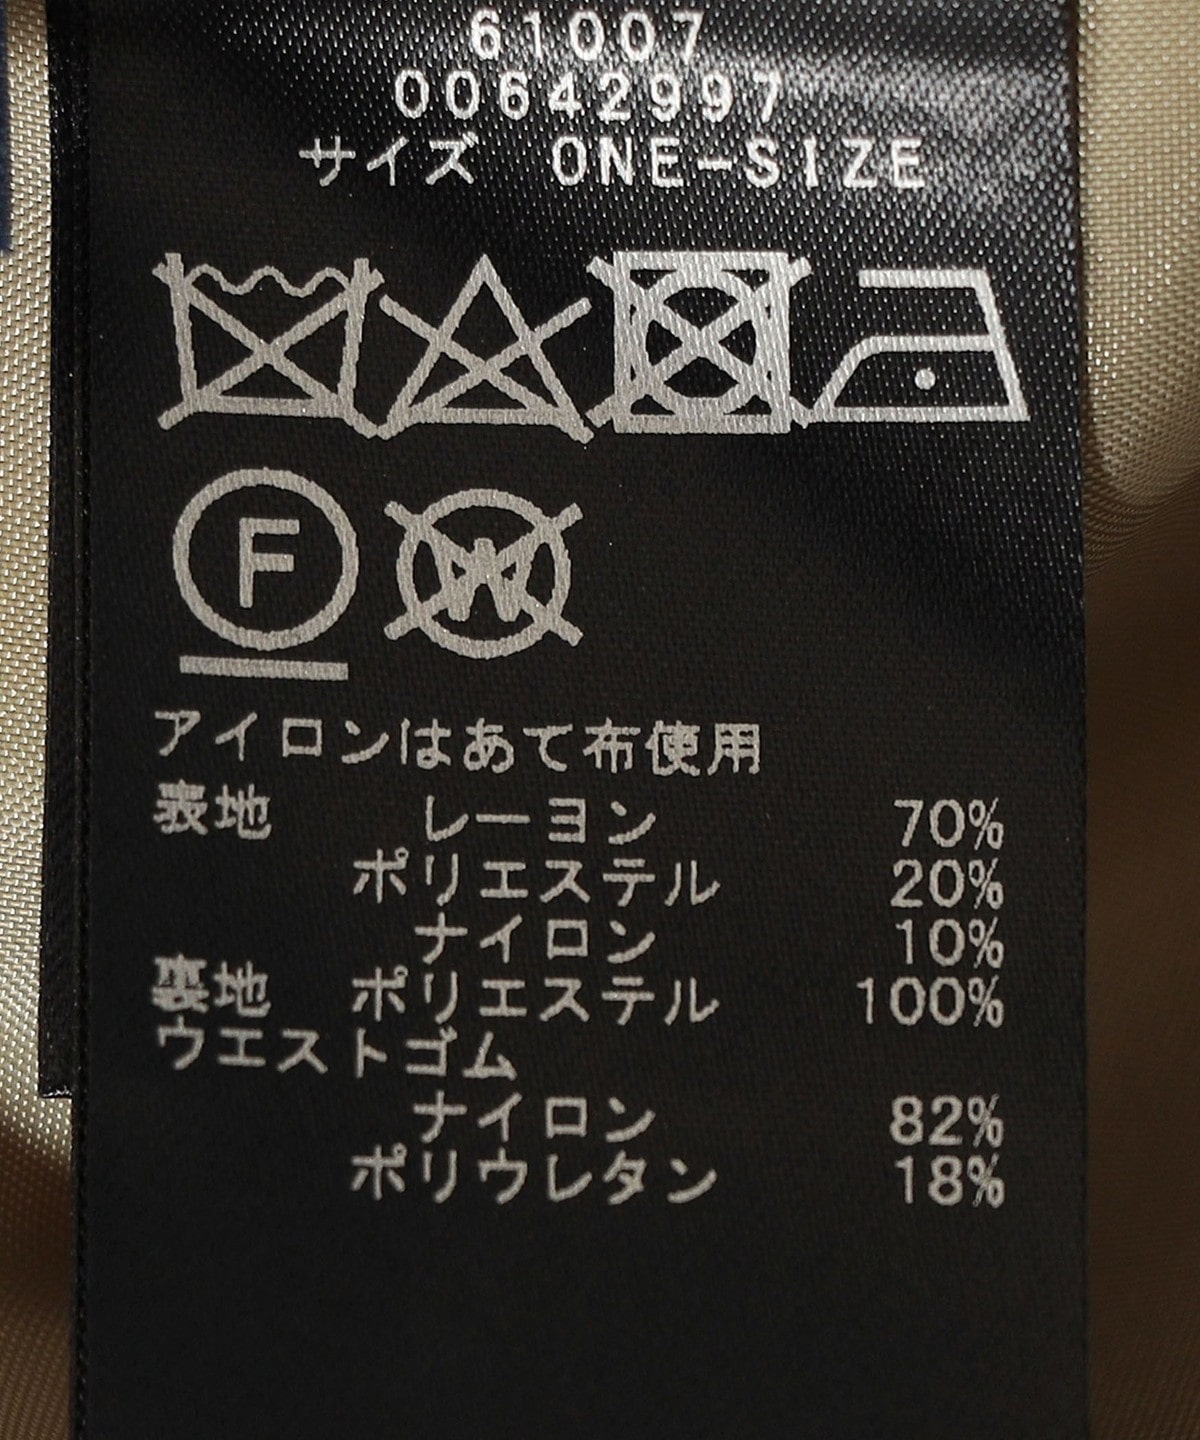 61007
00642997
サイズ ONE-SIZE
F W
アイロンはあて布使用
表地 レーヨン 70%
ポリエステル 20%
ナイロン 10%
裏地 ポリエステル 100%
ウエストゴム
ナイロン 82%
ポリウレタン 18%